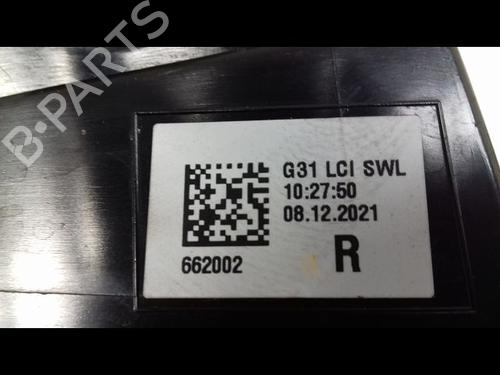 B-PARTS
G31 LCI SWL
10:27:50
08.12.2021
662002
R